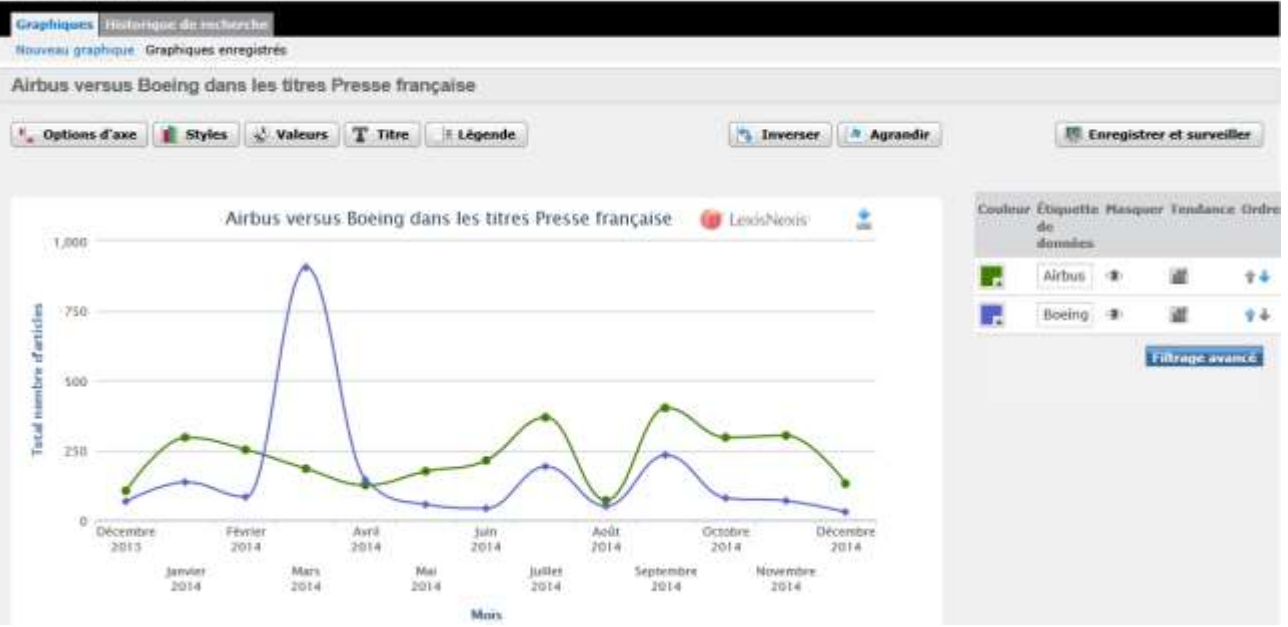 Graphiques Historique de recherche
Nouveau graphique Graphiques enregistrés
Airbus versus Boeing dans les titres Presse française
Options d'axe Styles Valeurs Titre Légende Inverser Agrandir Enregistrer et surveiller
Airbus versus Boeing dans les titres Presse française LexisNexis
Couleur Étiquette de données Masquer Tendance Ordre
Airbus
Boeing
Filtrage avancé
Total nombre d'articles
1,000
750
500
250
0
Décembre 2013
Janvier 2014
Février 2014
Mars 2014
Avril 2014
Mai 2014
Juin 2014
Juillet 2014
Août 2014
Septembre 2014
Octobre 2014
Novembre 2014
Décembre 2014
Mois